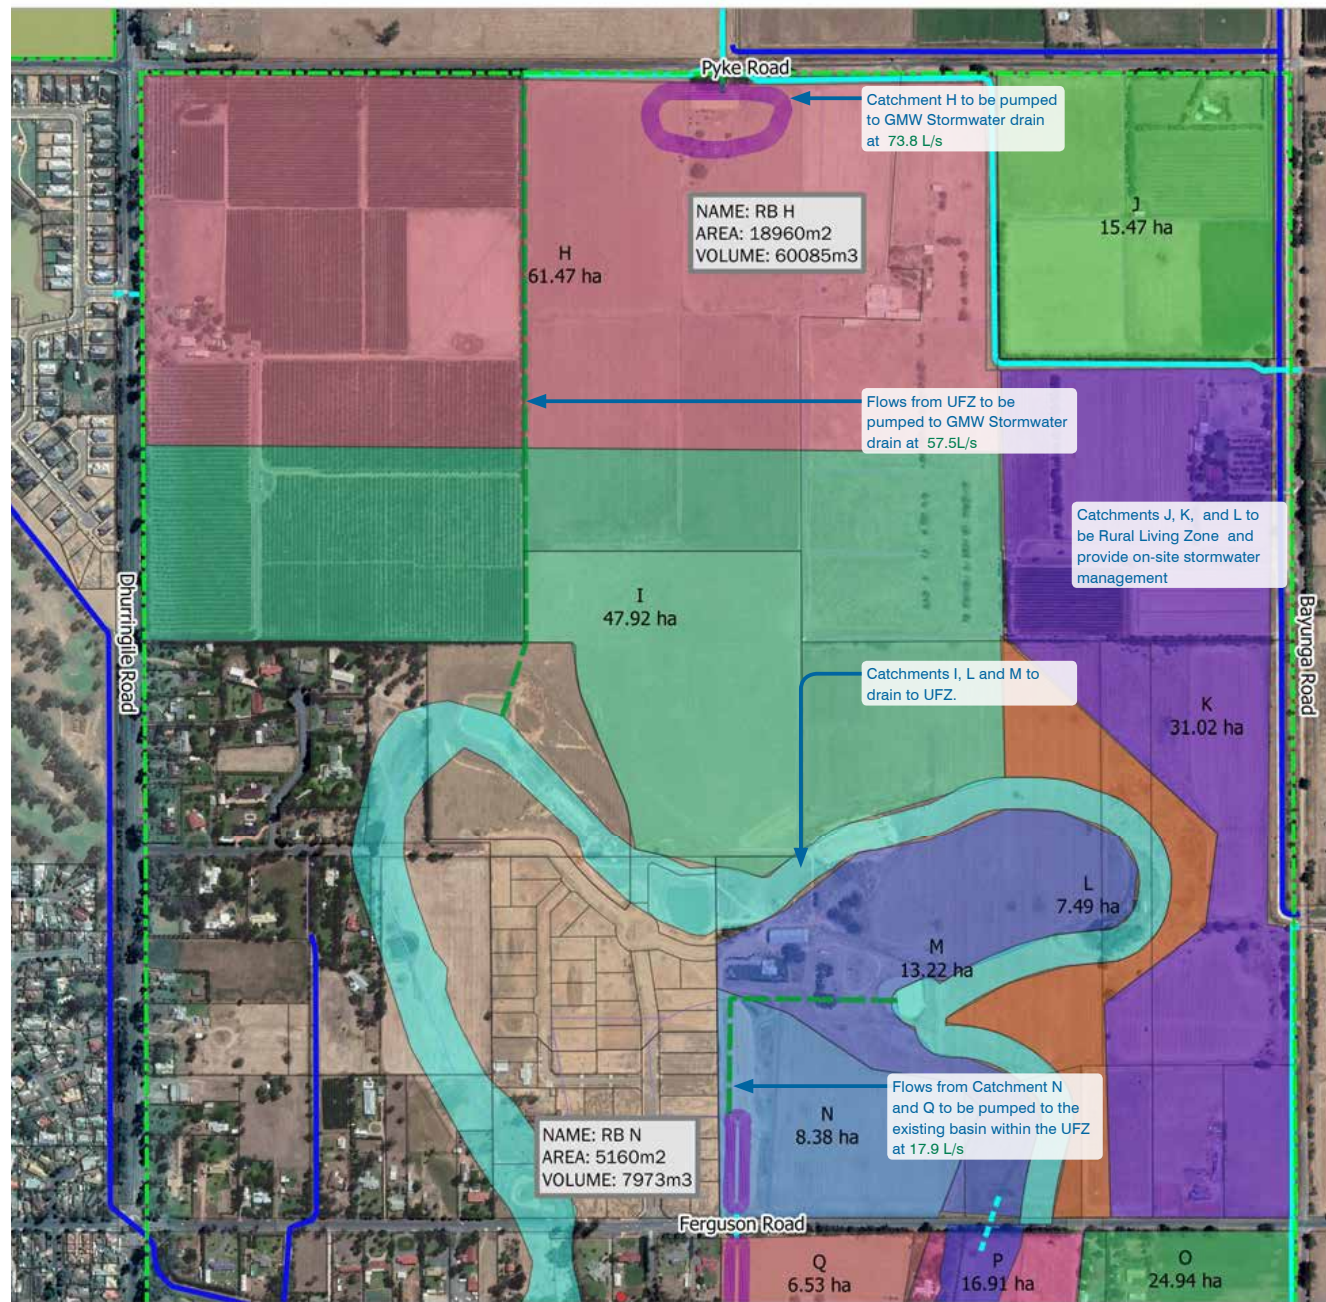 Pyke Road
Catchment H to be pumped
to GMW Stormwater drain
at 73.8 L/s
NAME: RB H
AREA: 18960m2
VOLUME: 60085m3
J
15.47 ha
H
61.47 ha
Flows from UFZ to be
pumped to GMW Stormwater
drain at 57.5L/s
Catchments J, K, and L to
be Rural Living Zone and
provide on-site stormwater
management
Dhurringile Road
I
47.92 ha
Bayunga Road
Catchments I, L and M to
drain to UFZ.
K
31.02 ha
L
7.49 ha
M
13.22 ha
Flows from Catchment N
and Q to be pumped to the
existing basin within the UFZ
at 17.9 L/s
N
8.38 ha
NAME: RB N
AREA: 5160m2
VOLUME: 7973m3
Ferguson Road
Q
6.53 ha
P
16.91 ha
O
24.94 ha